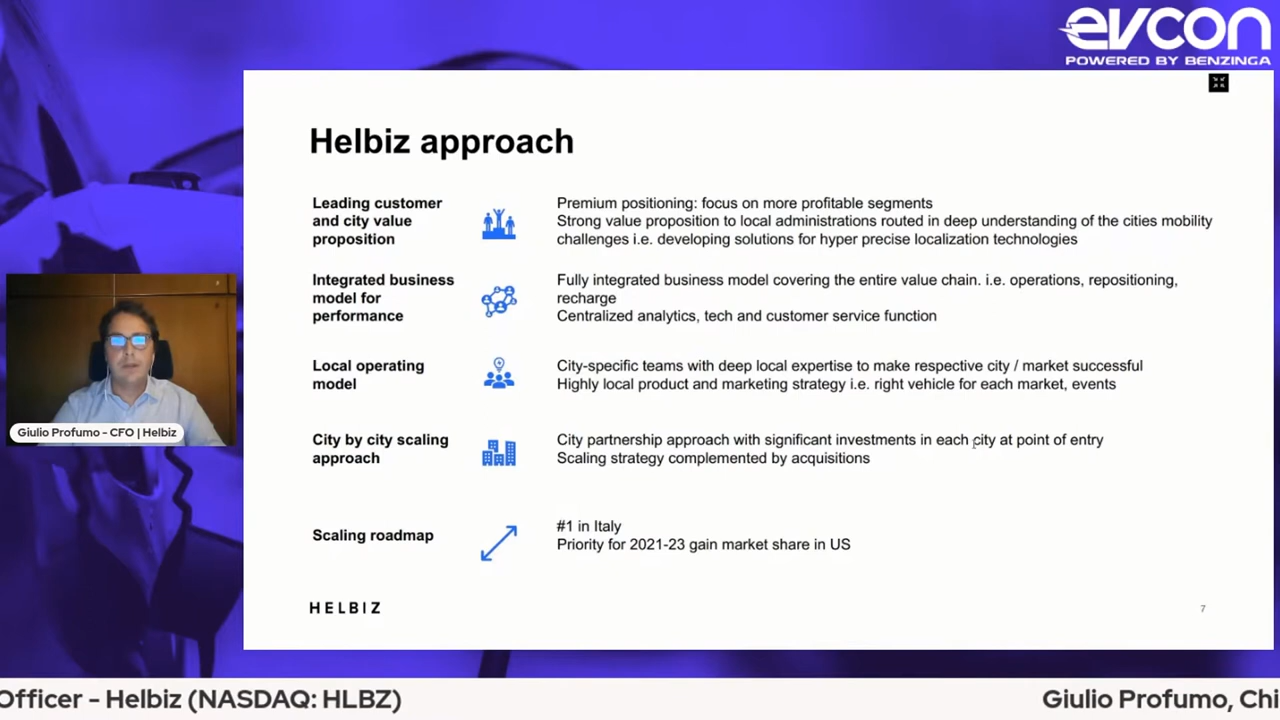 evcon
POWERED BY BENZINGA
Helbiz approach
Leading customer
and city value
proposition
Premium positioning: focus on more profitable segments
Strong value proposition to local administrations routed in deep understanding of the cities mobility
challenges i.e. developing solutions for hyper precise localization technologies
Integrated business
model for
performance
Fully integrated business model covering the entire value chain. i.e. operations, repositioning,
recharge
Centralized analytics, tech and customer service function
Local operating
model
City-specific teams with deep local expertise to make respective city / market successful
Highly local product and marketing strategy i.e. right vehicle for each market, events
City by city scaling
approach
City partnership approach with significant investments in each city at point of entry
Scaling strategy complemented by acquisitions
Scaling roadmap
#1 in Italy
Priority for 2021-23 gain market share in US
HELBIZ
7
Giulio Profumo - CFO | Helbiz
Officer - Helbiz (NASDAQ: HLBZ)
Giulio Profumo, Chi